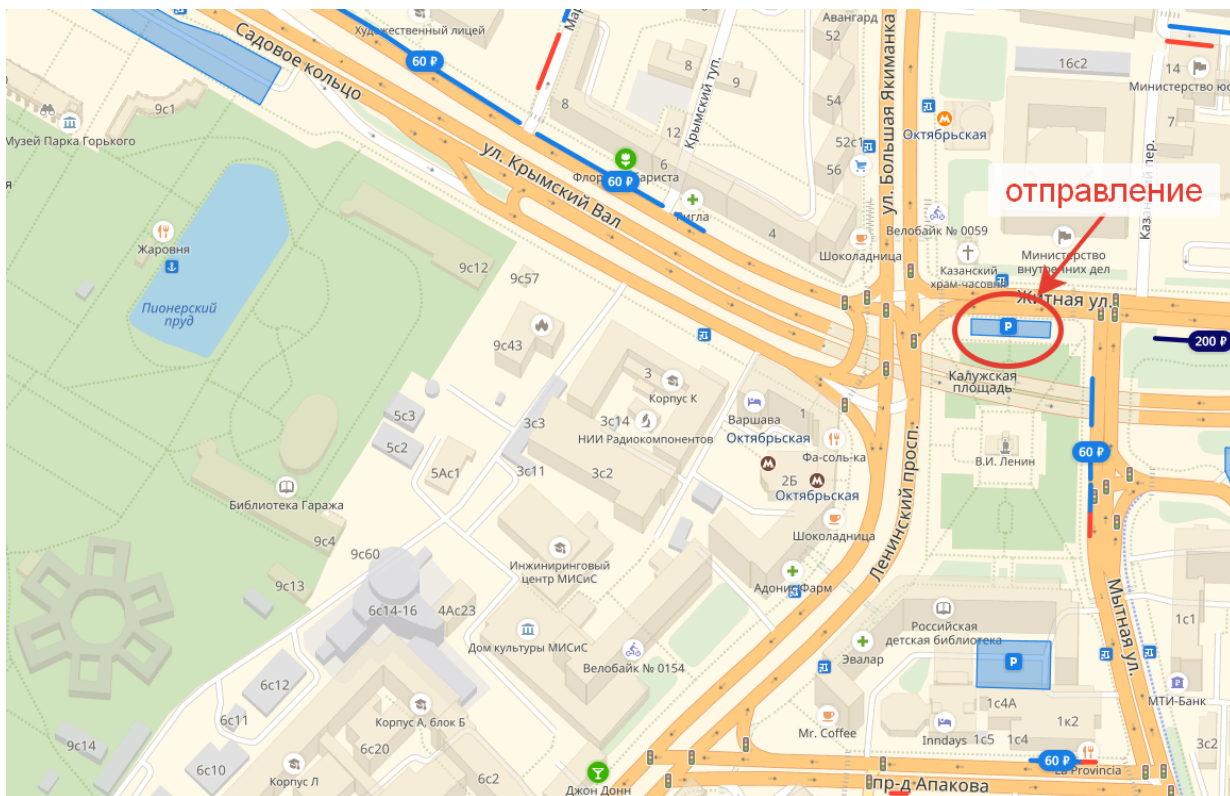 Авангард
52
Художественный лицей
60 ₽
Садовое кольцо
8
8
9
Крымский туп.
54
52с1
56
ул. Большая Якиманка
16с2
14
Министерство юс
7
Октябрьская
Музей Парка Горького
9с1
я
12
6
ул. Крымский Вал
60 ₽
4
Шоколадница
отправление
Велобайк № 0059
Казанский
храм-часовня
Министерство
внутренних дел
Житная ул.
Жаровня
Пионерский
пруд
9с12
9с57
9с43
200 ₽
Калужская
площадь
3
Корпус К
3с14
НИИ Радиокомпонентов
3с3
3с2
3с11
5с3
5с2
5Ас1
Варшава
1
Октябрьская
Фа-соль-ка
2Б
Октябрьская
Шоколадница
В.И. Ленин
60 ₽
Ленинский просп.
Библиотека Гаража
9с4
9с60
9с13
6с14-16
4Ас23
Инжиниринговый
центр МИСиС
Адонис Фарм
Дом культуры МИСиС
Велобайк № 0154
Эвалар
Российская
детская библиотека
Мытная ул.
1с1
МТИ-Банк
3с2
6с12
6с11
6с10
9с14
Корпус А, блок Б
6с20
Корпус Л
6с2
Джон Донн
Mr. Coffee
Inndays
1с5
1с4
1с4А
1к2
60 ₽
La Provincia
пр-д Апакова